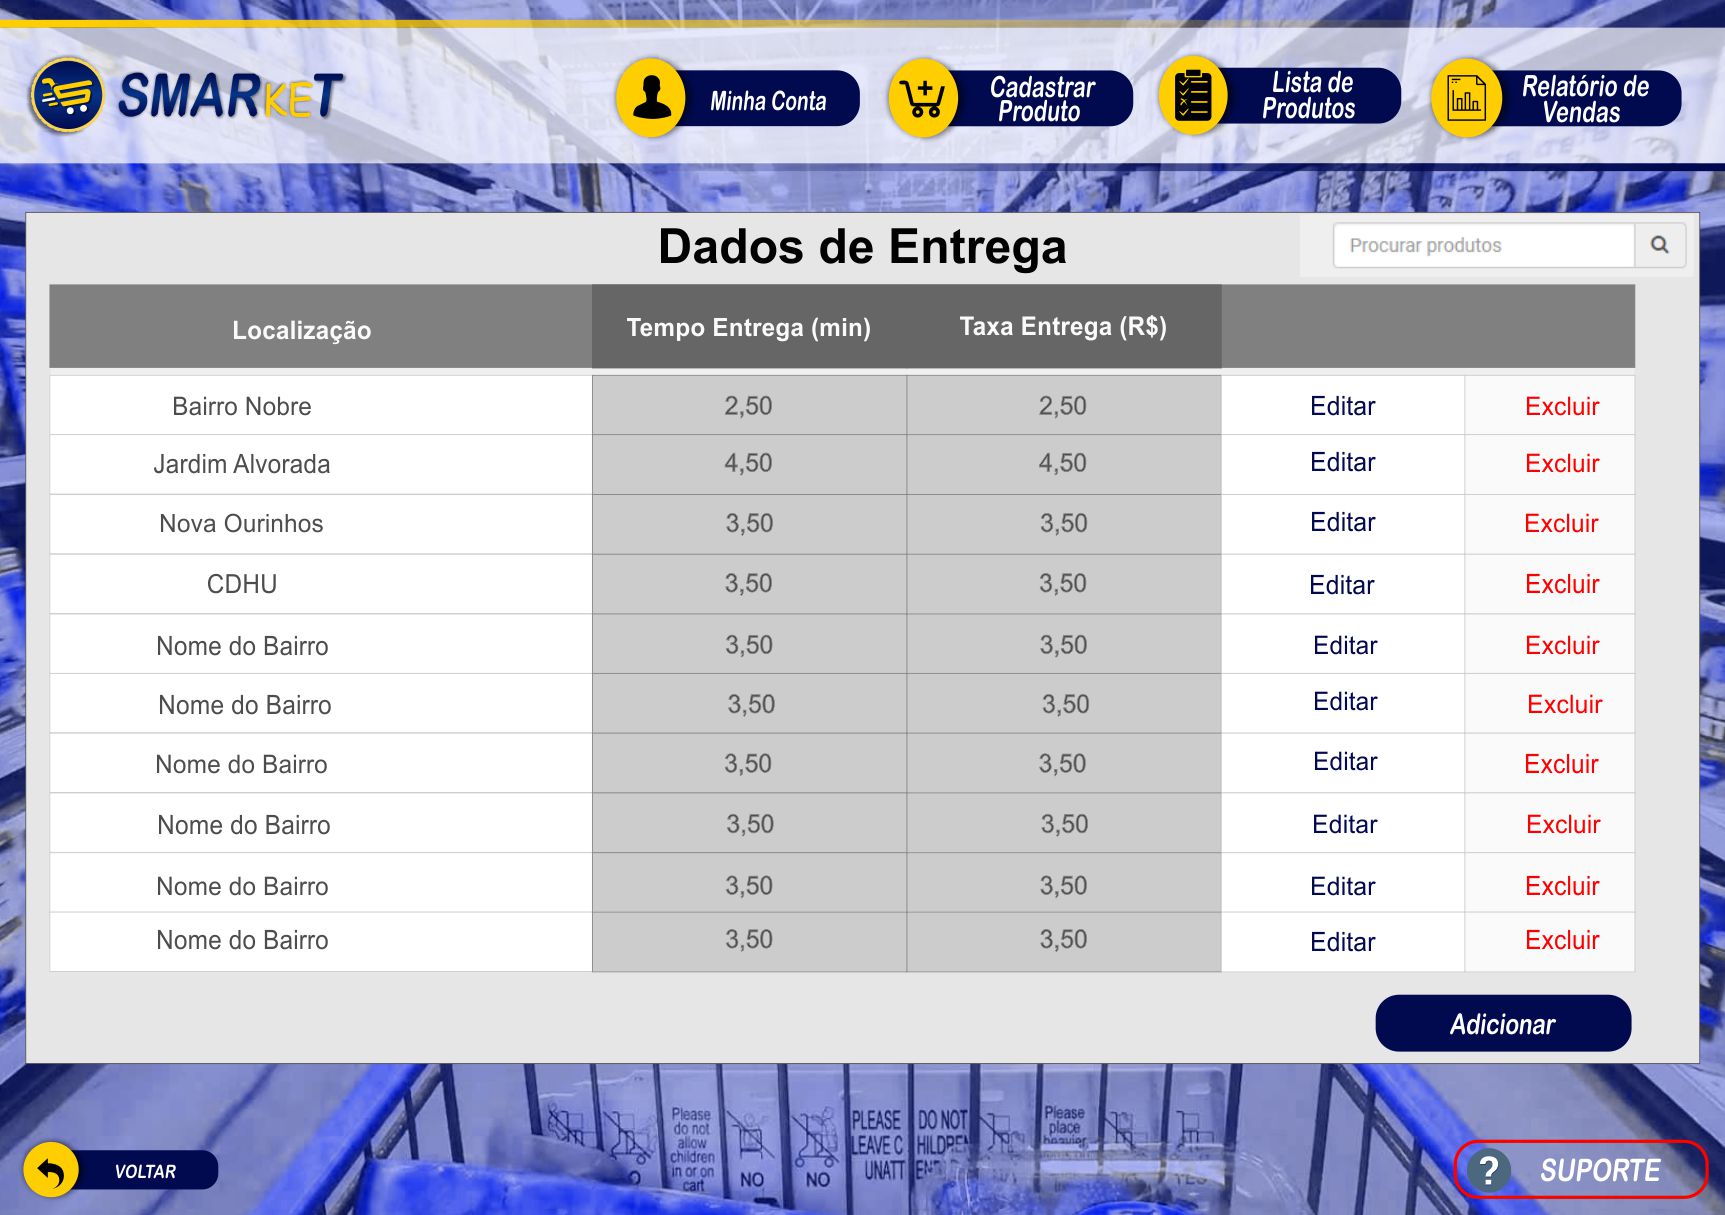 SMARKET
Minha Conta
Cadastrar
Produto
Lista de
Produtos
Relatório de
Vendas
Dados de Entrega
Procurar produtos
Localização Tempo Entrega (min) Taxa Entrega (R$)
Bairro Nobre 2,50 2,50 Editar Excluir
Jardim Alvorada 4,50 4,50 Editar Excluir
Nova Ourinhos 3,50 3,50 Editar Excluir
CDHU 3,50 3,50 Editar Excluir
Nome do Bairro 3,50 3,50 Editar Excluir
Nome do Bairro 3,50 3,50 Editar Excluir
Nome do Bairro 3,50 3,50 Editar Excluir
Nome do Bairro 3,50 3,50 Editar Excluir
Nome do Bairro 3,50 3,50 Editar Excluir
Nome do Bairro 3,50 3,50 Editar Excluir
Adicionar
Please
do not
allow
children
in or on
cart
NO
NO
PLEASE
LEAVE C
UNATT
DO NOT
HILDREN
Please
place
heavier
VOLTAR
? SUPORTE